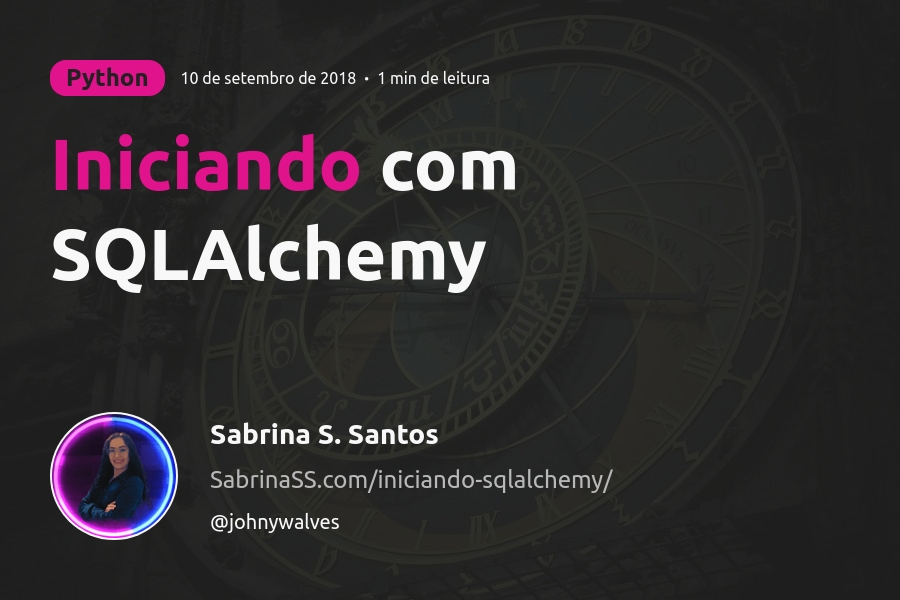 Python 10 de setembro de 2018 • 1 min de leitura
Iniciando com
SQLAlchemy
Sabrina S. Santos
SabrinaSS.com/iniciando-sqlalchemy/
@johnywalves